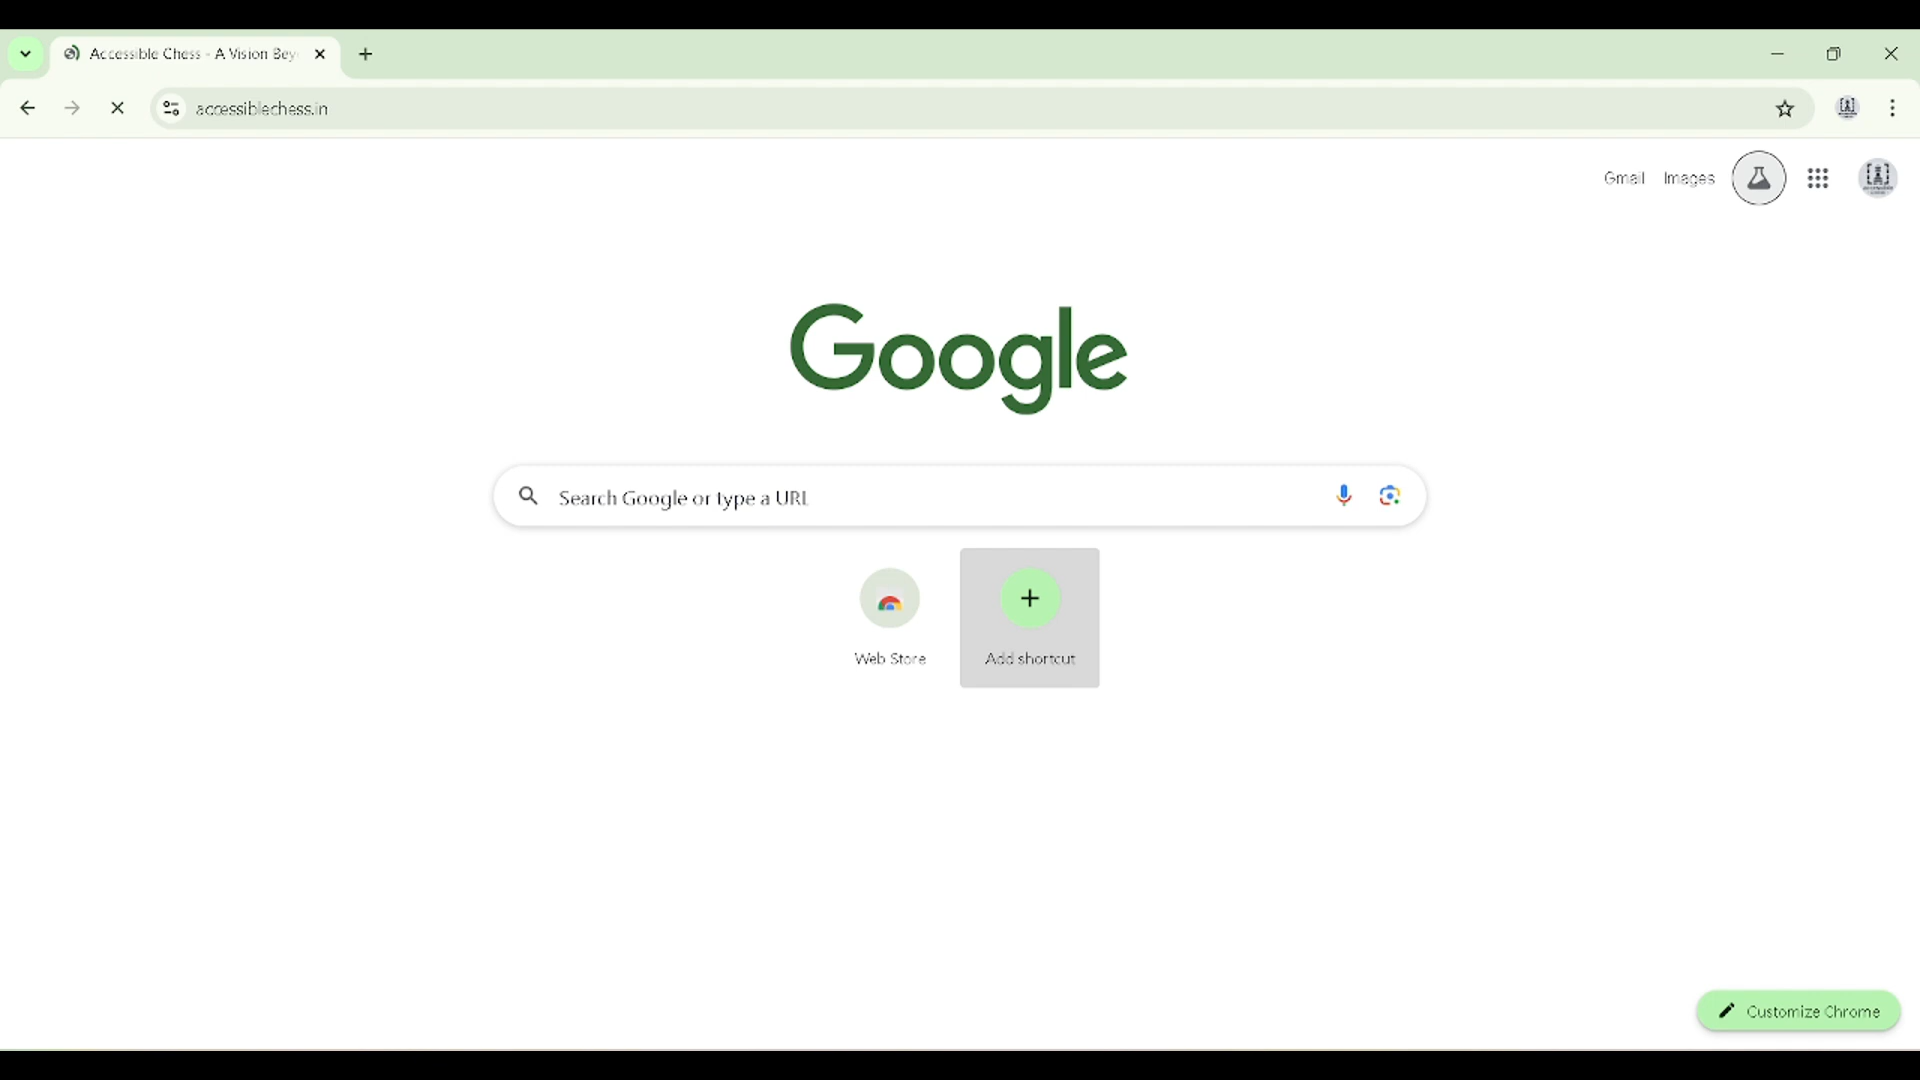 Accessible Chess - A Vision Bey
accessiblechess.in
Gmail Images
Google
Search Google or type a URL
Web Store
Add shortcut
Customize Chrome